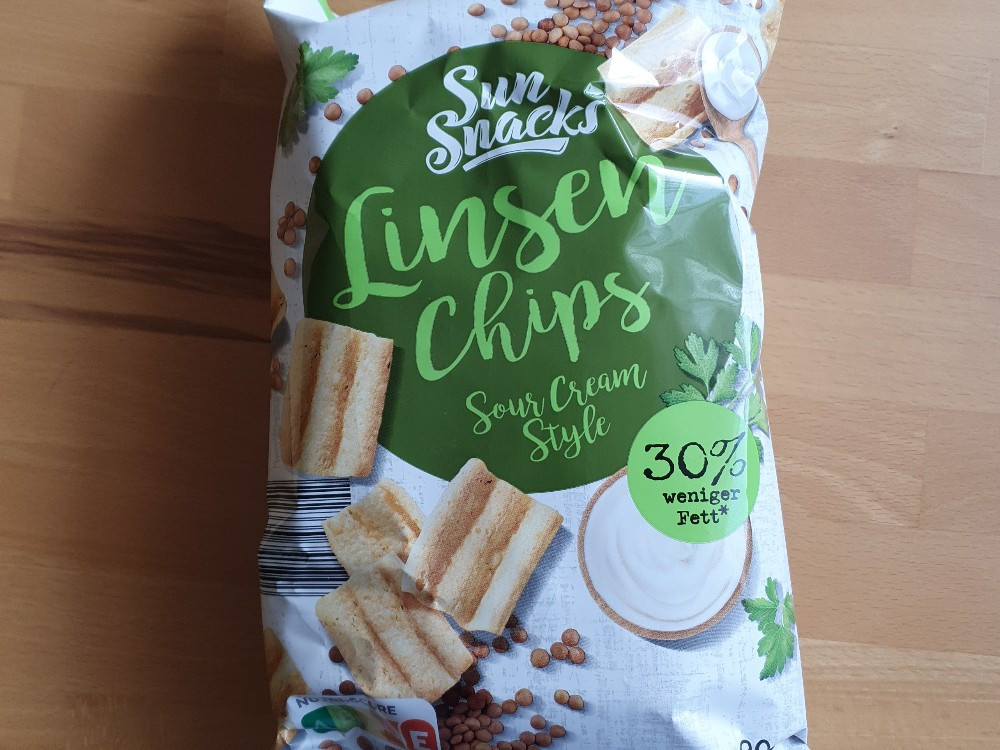 Sun
Snacks
Linsen
Chips
Sour Cream
Style
30%
weniger
Fett*
E